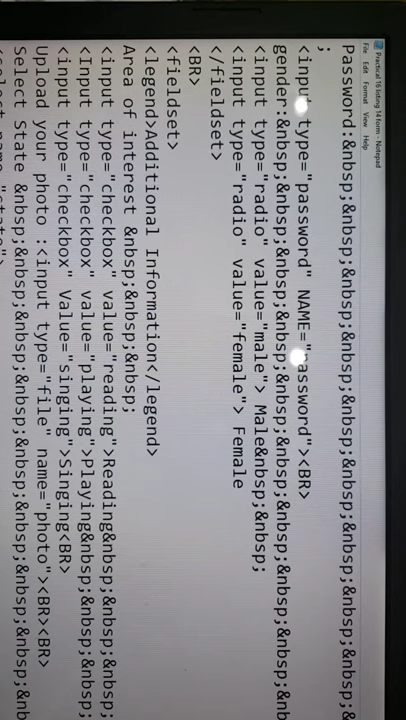 Practical 16 listing 14 form - Notepad
File Edit Format View Help
Password:&nbsp;&nbsp;&nbsp;&nbsp;&nbsp;&nbsp;&nbsp;&nbsp;&nbsp;&
;
<input type="password" NAME="password"><BR>
gender:&nbsp;&nbsp;&nbsp;&nbsp;&nbsp;&nbsp;&nbsp;&nbsp;&nbsp;&nb
<input type="radio" value="male"> Male&nbsp;&nbsp;
<input type="radio" value="female"> Female
</fieldset>
<BR>
<fieldset>
<legend>Additional Information</legend>
Area of interest &nbsp;&nbsp;
<input type="checkbox" value="reading">Reading&nbsp;&nbsp;&nbsp;
<Input type="checkbox" value="playing">Playing&nbsp;&nbsp;&nbsp;
<input type="checkbox" Value="singing">Singing<BR>
Upload your photo :<input type="file" name="photo"><BR><BR>
Select State &nbsp;&nbsp;&nbsp;&nbsp;&nbsp;&nbsp;&nbsp;&nbsp;&nb